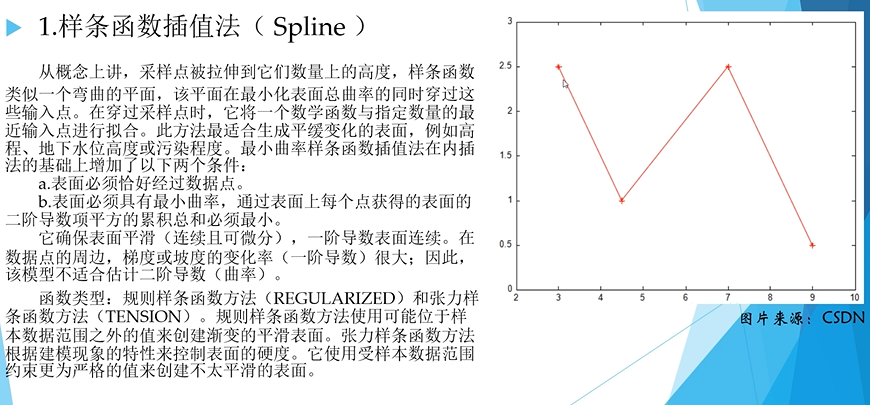 1.样条函数插值法（ Spline ）
从概念上讲，采样点被拉伸到它们数量上的高度，样条函数
类似一个弯曲的平面，该平面在最小化表面总曲率的同时穿过这
些输入点。在穿过采样点时，它将一个数学函数与指定数量的最
近输入点进行拟合。此方法最适合生成平缓变化的表面，例如高
程、地下水位高度或污染程度。最小曲率样条函数插值法在内插
法的基础上增加了以下两个条件：
a.表面必须恰好经过数据点。
b.表面必须具有最小曲率，通过表面上每个点获得的表面的
二阶导数项平方的累积总和必须最小。
它确保表面平滑（连续且可微分），一阶导数表面连续。在
数据点的周边，梯度或坡度的变化率（一阶导数）很大；因此，
该模型不适合估计二阶导数（曲率）。
函数类型：规则样条函数方法（REGULARIZED）和张力样
条函数方法（TENSION）。规则样条函数方法使用可能位于样
本数据范围之外的值来创建渐变的平滑表面。张力样条函数方法
根据建模现象的特性来控制表面的硬度。它使用受样本数据范围
约束更为严格的值来创建不太平滑的表面。
3
2.5
2
1.5
1
0.5
0
2 3 4 5 6 7 8 9 10
图片来源：CSDN